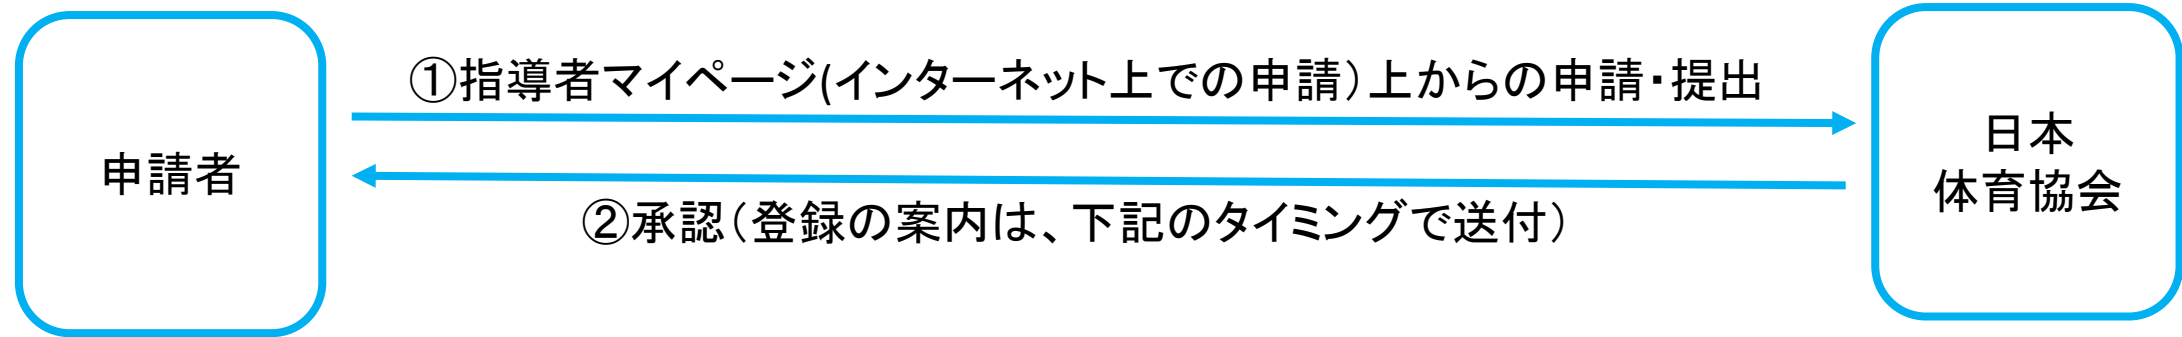 ①指導者マイページ(インターネット上での申請）上からの申請・提出
申請者
日本
体育協会
②承認（登録の案内は、下記のタイミングで送付）